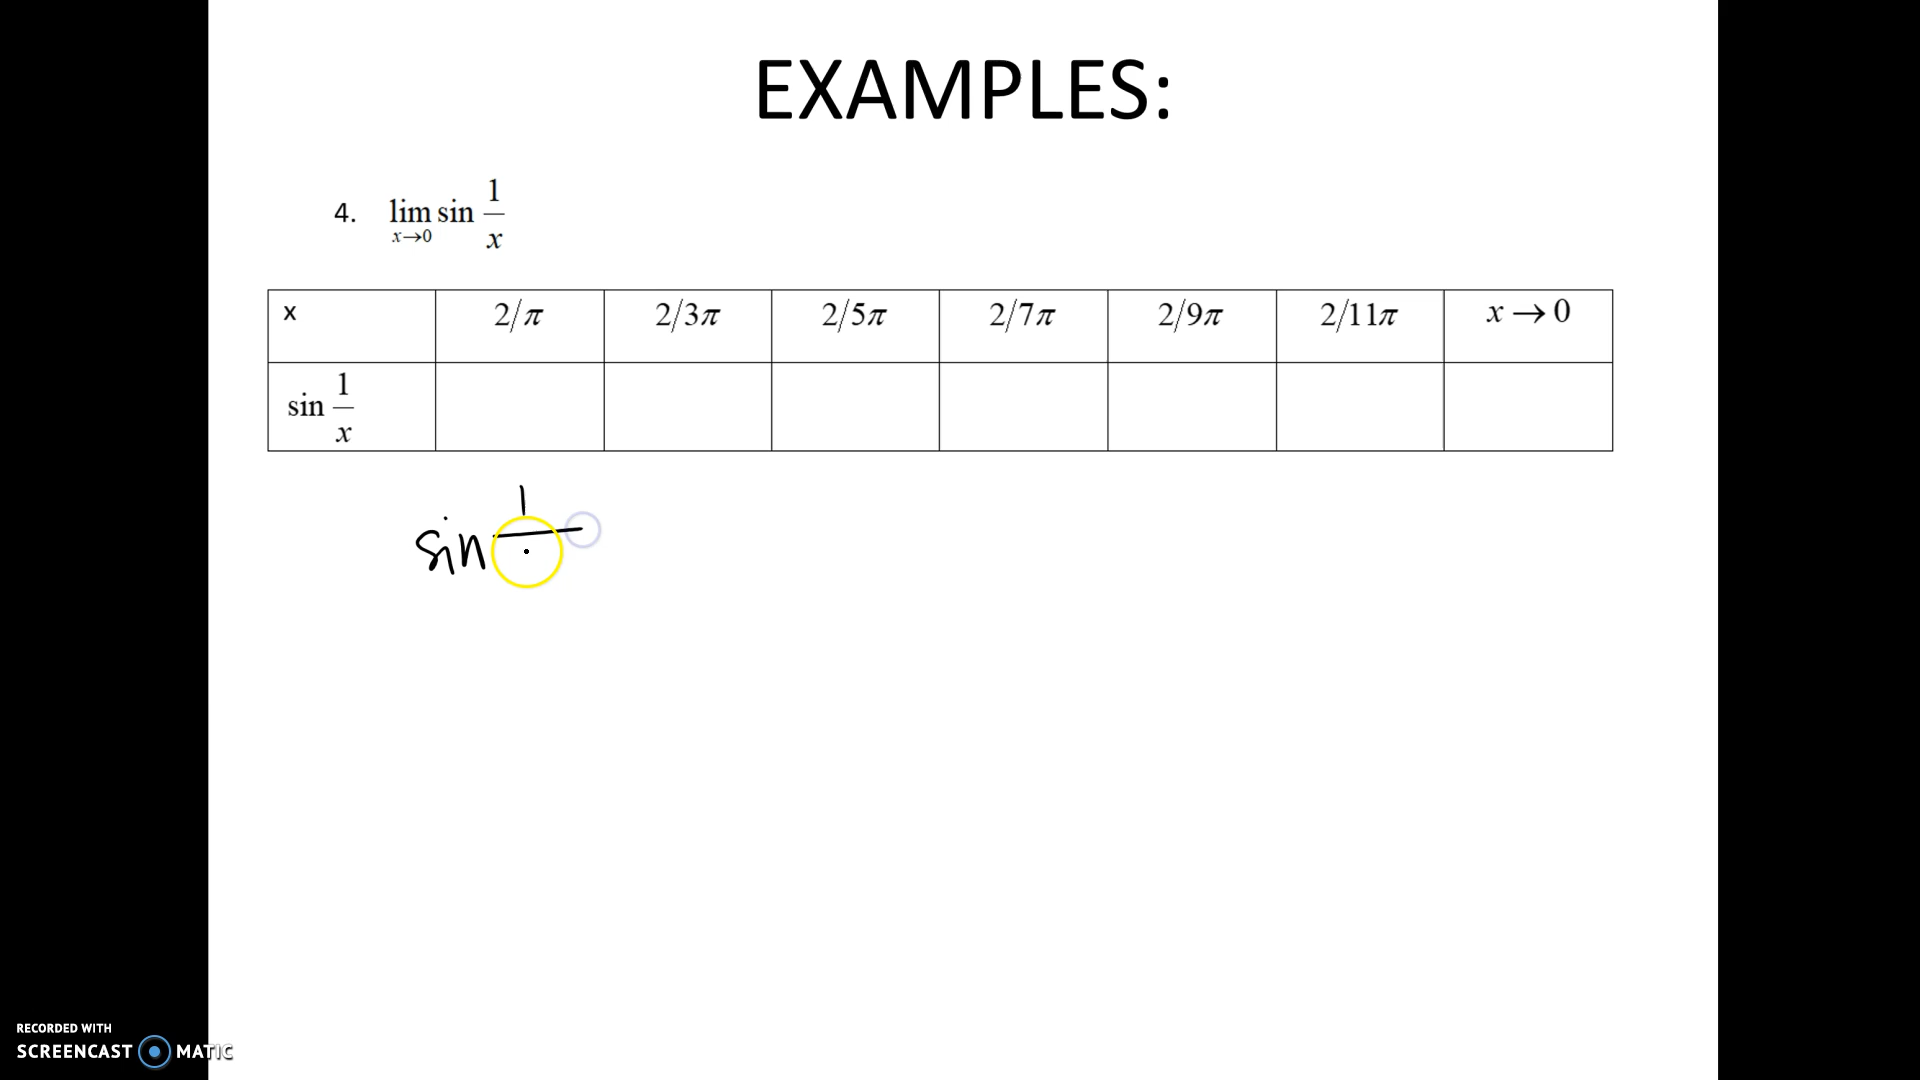 EXAMPLES:
4. lim x→0 sin 1/x
x 2/π 2/3π 2/5π 2/7π 2/9π 2/11π x→0
sin 1/x
sin 1
RECORDED WITH
SCREENCAST MATIC